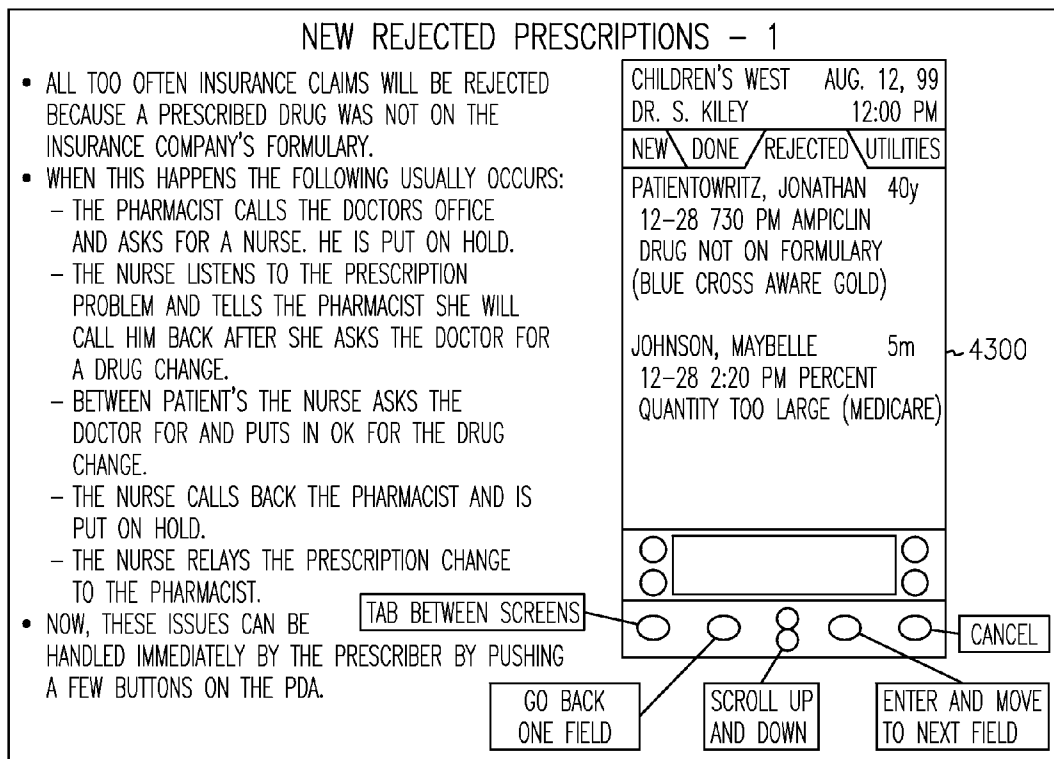 NEW REJECTED PRESCRIPTIONS – 1
• ALL TOO OFTEN INSURANCE CLAIMS WILL BE REJECTED
BECAUSE A PRESCRIBED DRUG WAS NOT ON THE
INSURANCE COMPANY'S FORMULARY.
• WHEN THIS HAPPENS THE FOLLOWING USUALLY OCCURS:
– THE PHARMACIST CALLS THE DOCTORS OFFICE
AND ASKS FOR A NURSE. HE IS PUT ON HOLD.
– THE NURSE LISTENS TO THE PRESCRIPTION
PROBLEM AND TELLS THE PHARMACIST SHE WILL
CALL HIM BACK AFTER SHE ASKS THE DOCTOR FOR
A DRUG CHANGE.
– BETWEEN PATIENT'S THE NURSE ASKS THE
DOCTOR FOR AND PUTS IN OK FOR THE DRUG
CHANGE.
– THE NURSE CALLS BACK THE PHARMACIST AND IS
PUT ON HOLD.
– THE NURSE RELAYS THE PRESCRIPTION CHANGE
TO THE PHARMACIST.
• NOW, THESE ISSUES CAN BE
HANDLED IMMEDIATELY BY THE PRESCRIBER BY PUSHING
A FEW BUTTONS ON THE PDA.
CHILDREN'S WEST AUG. 12, 99
DR. S. KILEY 12:00 PM
NEW DONE REJECTED UTILITIES
PATIENTOWRITZ, JONATHAN 40y
12–28 730 PM AMPICLIN
DRUG NOT ON FORMULARY
(BLUE CROSS AWARE GOLD)
JOHNSON, MAYBELLE 5m
12–28 2:20 PM PERCENT
QUANTITY TOO LARGE (MEDICARE)
4300
TAB BETWEEN SCREENS
CANCEL
GO BACK
ONE FIELD
SCROLL UP
AND DOWN
ENTER AND MOVE
TO NEXT FIELD